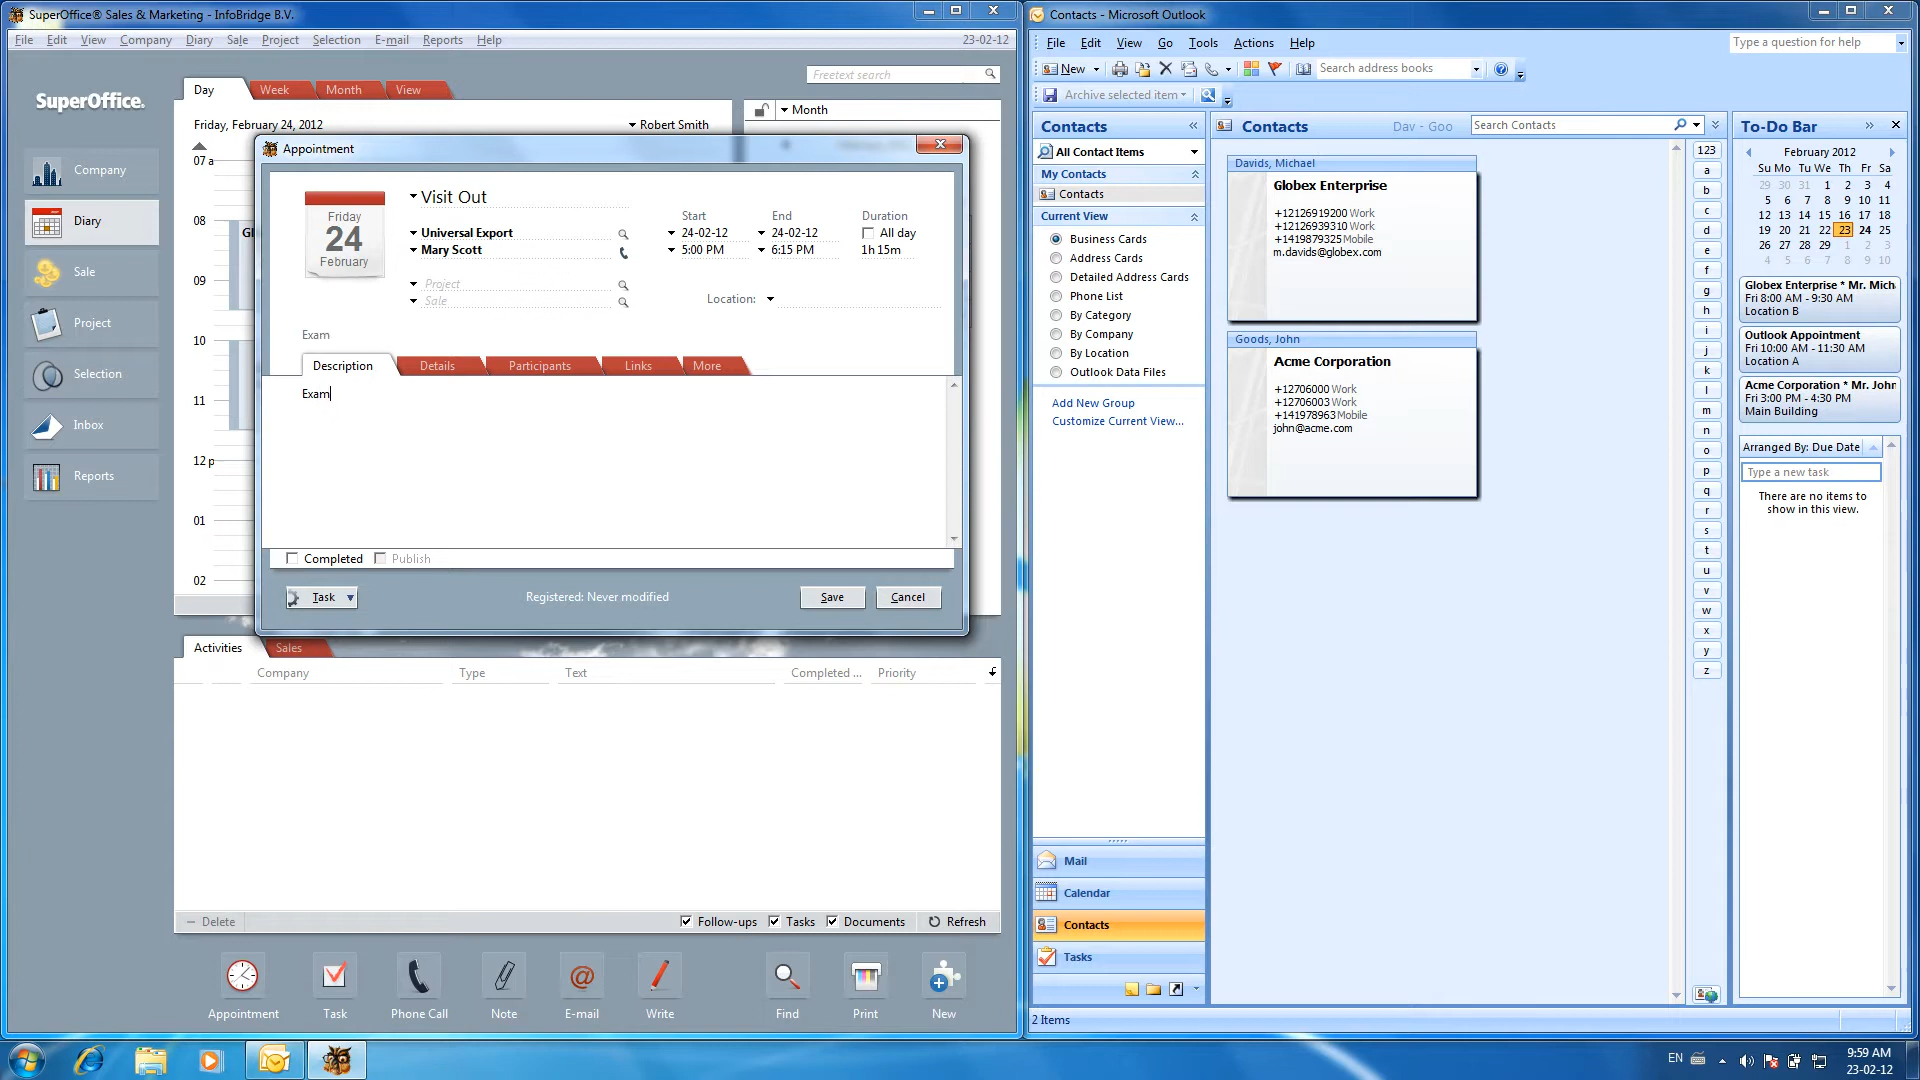 SuperOffice® Sales & Marketing - InfoBridge B.V.
File Edit View Company Diary Sale Project Selection E-mail Reports Help 23-02-12
Freetext search
SuperOffice.
Company
Diary
Sale
Project
Selection
Inbox
Reports
Day Week Month View
Friday, February 24, 2012 Robert Smith
Month
07 a
08
09
10
11
12 p
01
02
Appointment
Friday
24
February
Visit Out
Universal Export
Mary Scott
Project
Sale
Start End Duration
24-02-12 24-02-12 All day
5:00 PM 6:15 PM 1h 15m
Location:
Exam
Description Details Participants Links More
Exam
Completed Publish
Task Registered: Never modified Save Cancel
Activities Sales
Company Type Text Completed ... Priority
Delete Follow-ups Tasks Documents Refresh
Appointment Task Phone Call Note E-mail Write Find Print New
Contacts - Microsoft Outlook
File Edit View Go Tools Actions Help
Type a question for help
New Search address books
Archive selected item
Contacts
All Contact Items
My Contacts
Contacts
Current View
Business Cards
Address Cards
Detailed Address Cards
Phone List
By Category
By Company
By Location
Outlook Data Files
Add New Group
Customize Current View...
Mail
Calendar
Contacts
Tasks
Contacts Dav - Goo Search Contacts
Davids, Michael
Globex Enterprise
+12126919200 Work
+12126939310 Work
+1419879325 Mobile
m.davids@globex.com
Goods, John
Acme Corporation
+12706000 Work
+12706003 Work
+141978963 Mobile
john@acme.com
123
a
b
c
d
e
f
g
h
i
j
k
l
m
n
o
p
q
r
s
t
u
v
w
x
y
z
To-Do Bar
February 2012
Su Mo Tu We Th Fr Sa
29 30 31 1 2 3 4
5 6 7 8 9 10 11
12 13 14 15 16 17 18
19 20 21 22 23 24 25
26 27 28 29 1 2 3
4 5 6 7 8 9 10
Globex Enterprise * Mr. Mich
Fri 8:00 AM - 9:30 AM
Location B
Outlook Appointment
Fri 10:00 AM - 11:30 AM
Location A
Acme Corporation * Mr. John
Fri 3:00 PM - 4:30 PM
Main Building
Arranged By: Due Date
Type a new task
There are no items to
show in this view.
2 Items
EN
9:59 AM
23-02-12